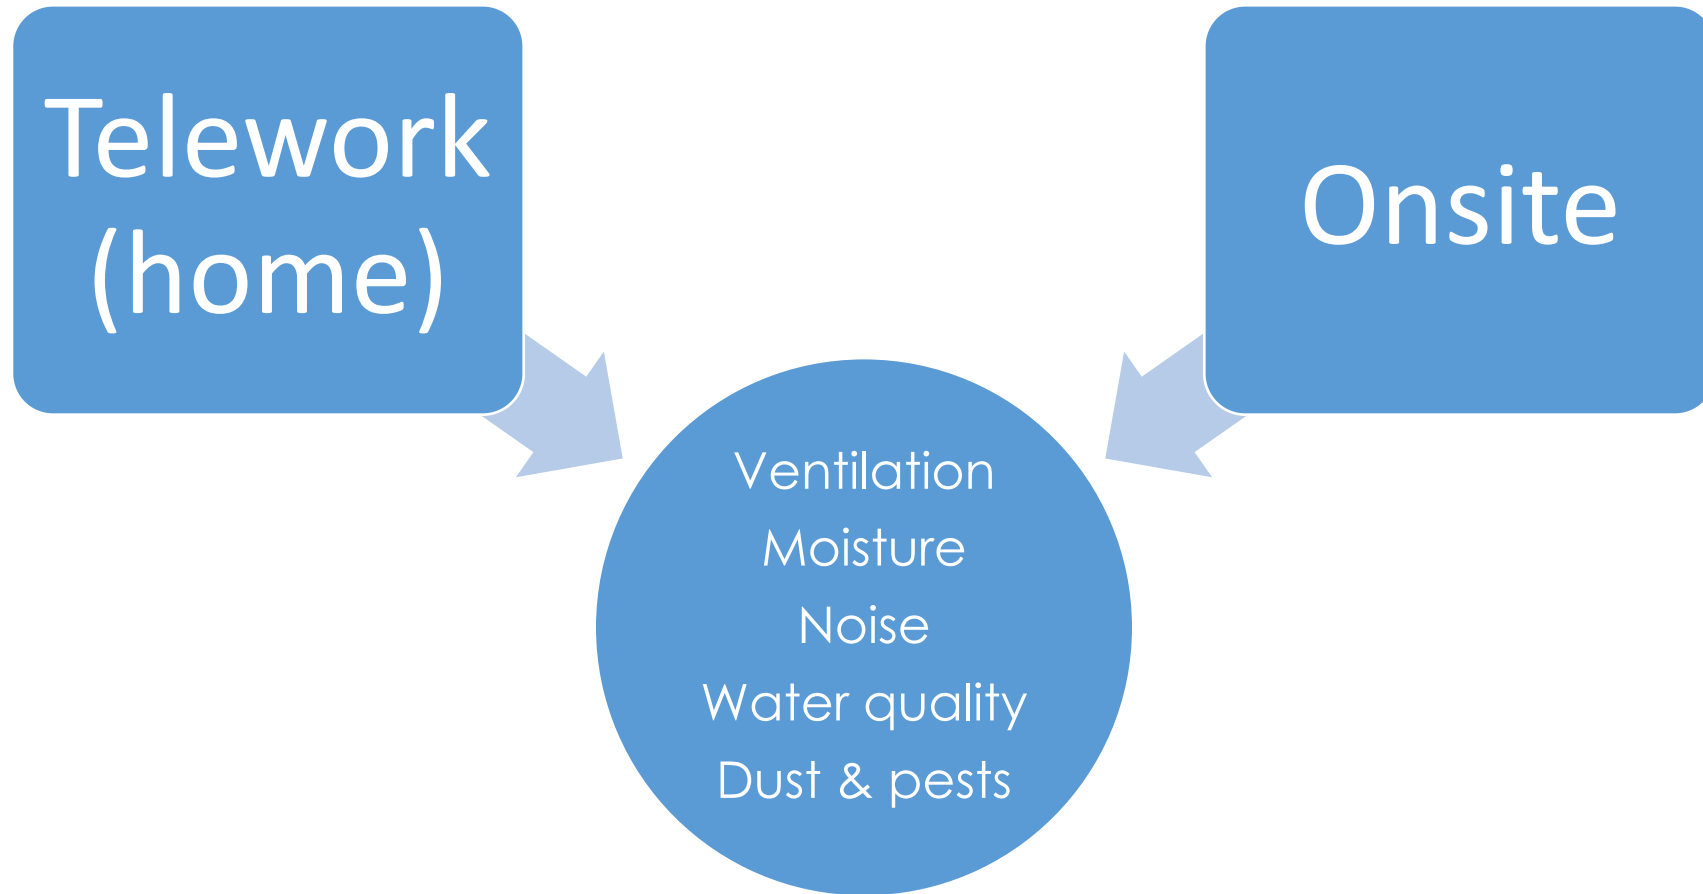 Telework
(home)
Onsite
Ventilation
Moisture
Noise
Water quality
Dust & pests